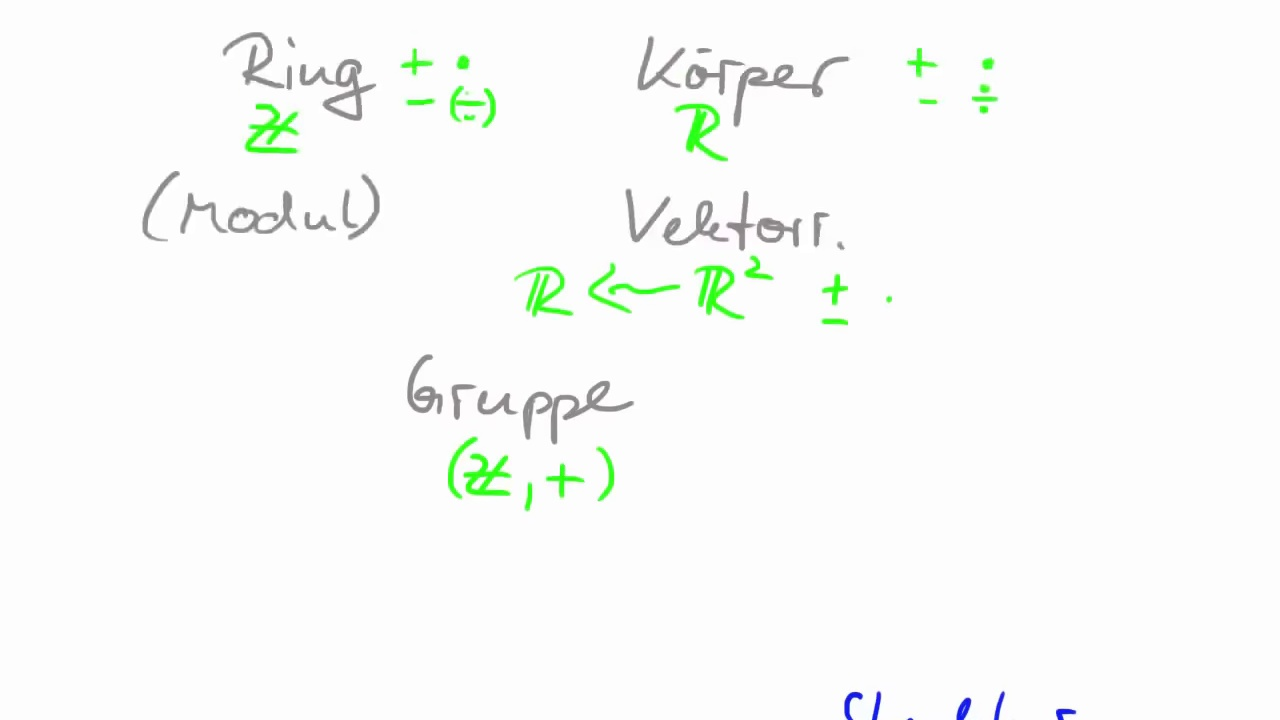 Ring + · Körper + ·
− (÷) − ÷
ℤ ℝ
(Modul) Vektorr.
ℝ ← ℝ² ± ·
Gruppe
(ℤ, +)